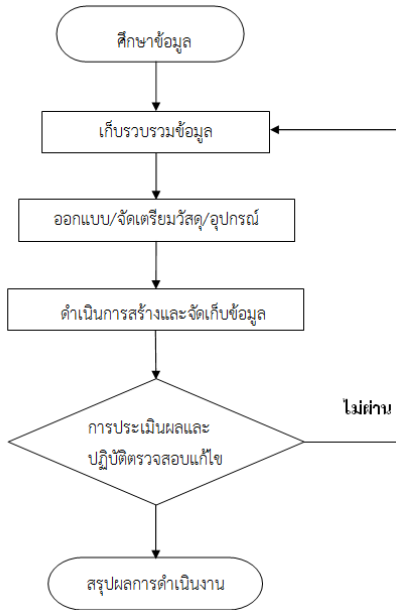 ศึกษาข้อมูล
เก็บรวบรวมข้อมูล
ออกแบบ/จัดเตรียมวัสดุ/อุปกรณ์
ดำเนินการสร้างและจัดเก็บข้อมูล
ไม่ผ่าน
การประเมินผลและ
ปฏิบัติตรวจสอบแก้ไข
สรุปผลการดำเนินงาน